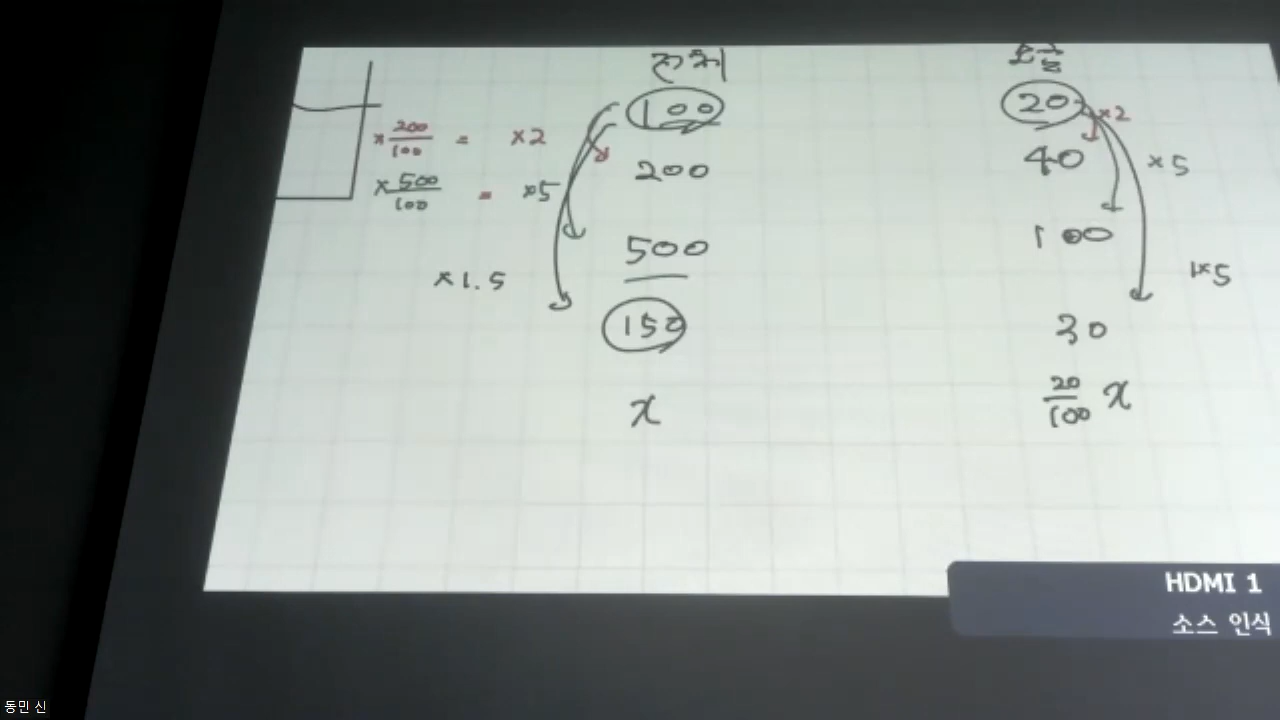 전체 소금
100 20
×200/100 = ×2 ×2
200 40
×500/100 = ×5 ×5
500 100
×1.5 1×5
150 30
x 20/100 x
HDMI 1
소스 인식
동민 신